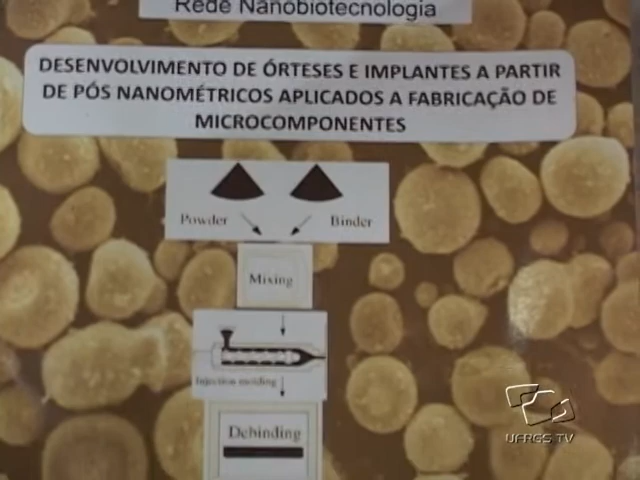 Rede Nanobiotecnologia
DESENVOLVIMENTO DE ÓRTESES E IMPLANTES A PARTIR
DE PÓS NANOMÉTRICOS APLICADOS A FABRICAÇÃO DE
MICROCOMPONENTES
Powder Binder
Mixing
Injection molding
Debinding
UFRGS TV